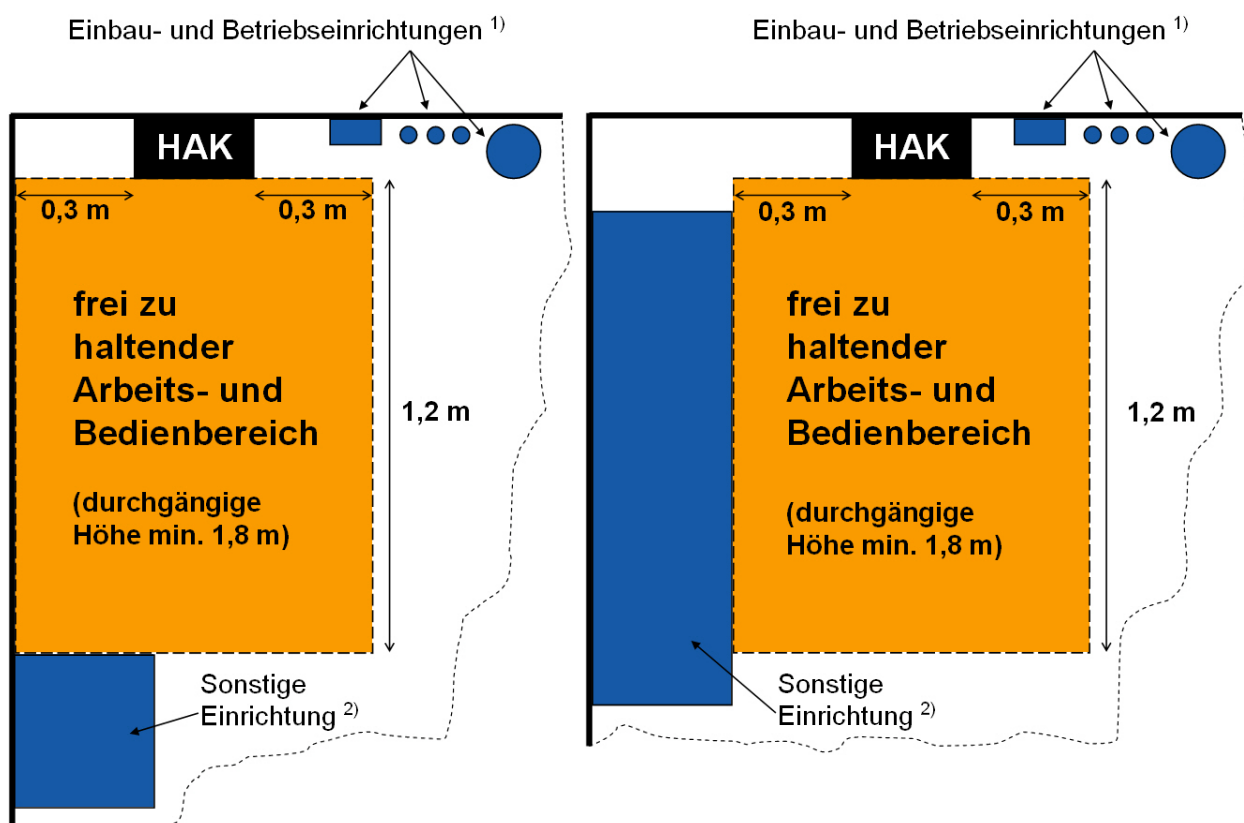 Einbau- und Betriebseinrichtungen 1)
HAK
0,3 m
0,3 m
frei zu
haltender
Arbeits- und
Bedienbereich
(durchgängige
Höhe min. 1,8 m)
1,2 m
Sonstige
Einrichtung 2)
Einbau- und Betriebseinrichtungen 1)
HAK
0,3 m
0,3 m
frei zu
haltender
Arbeits- und
Bedienbereich
(durchgängige
Höhe min. 1,8 m)
1,2 m
Sonstige
Einrichtung 2)